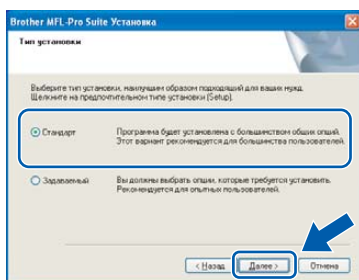 Brother MFL-Pro Suite Установка
Тип установки
Выберите тип установки, наилучшим образом подходящий для ваших нужд.
Щелкните на предпочтительном типе установки (Setup).
Стандарт
Программа будет установлена с большинством общих опций.
Этот вариант рекомендуется для большинства пользователей.
Задаваемый
Вы должны выбрать опции, которые требуется установить.
Рекомендуется для опытных пользователей.
< Назад
Далее >
Отмена